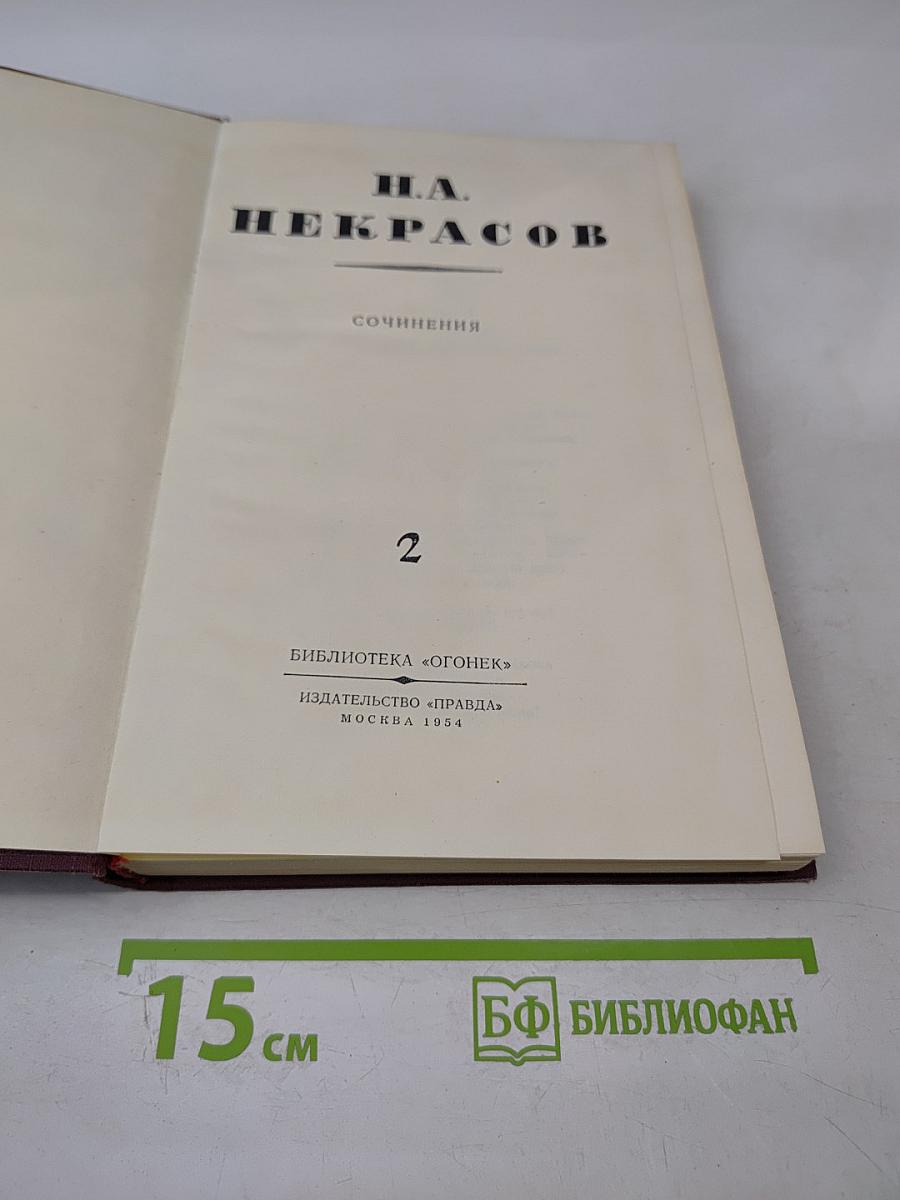 Н.А.
НЕКРАСОВ
СОЧИНЕНИЯ
2
БИБЛИОТЕКА «ОГОНЕК»
ИЗДАТЕЛЬСТВО «ПРАВДА»
МОСКВА 1954
15 см
БФ БИБЛИОФАН